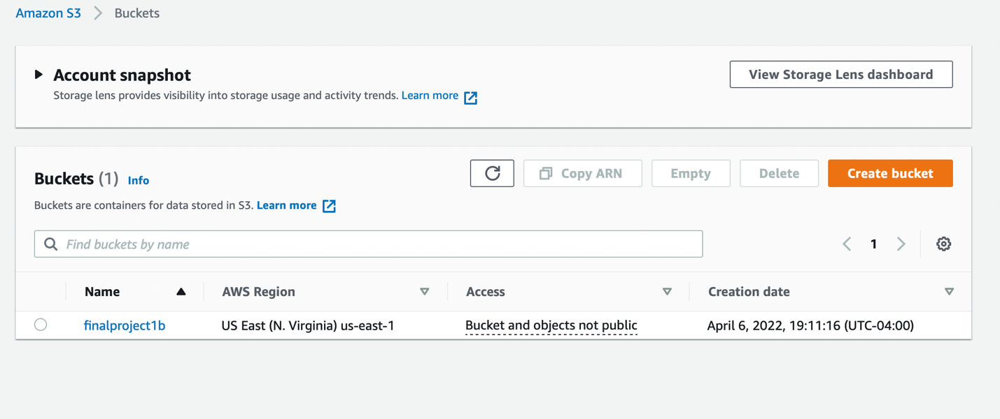 Amazon S3 > Buckets
Account snapshot
View Storage Lens dashboard
Storage lens provides visibility into storage usage and activity trends. Learn more
Buckets (1) Info
Copy ARN Empty Delete Create bucket
Buckets are containers for data stored in S3. Learn more
Find buckets by name
1
Name AWS Region Access Creation date
finalproject1b US East (N. Virginia) us-east-1 Bucket and objects not public April 6, 2022, 19:11:16 (UTC-04:00)